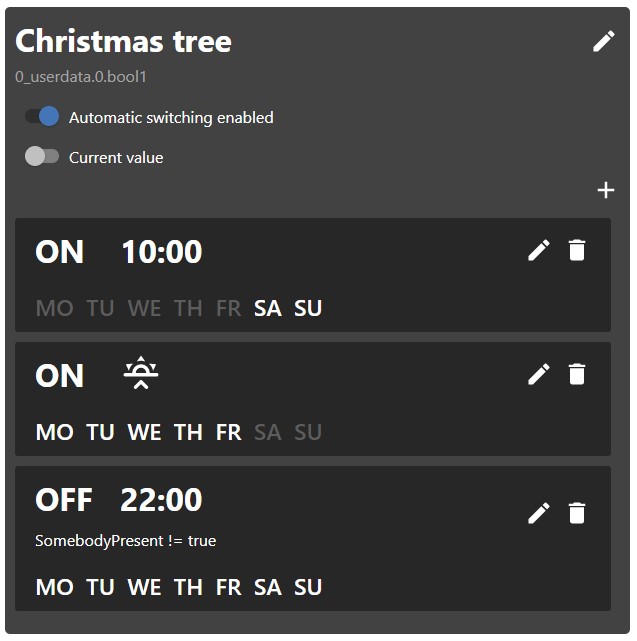 Christmas tree
0_userdata.0.bool1
Automatic switching enabled
Current value
ON 10:00
MO TU WE TH FR SA SU
ON
MO TU WE TH FR SA SU
OFF 22:00
SomebodyPresent != true
MO TU WE TH FR SA SU